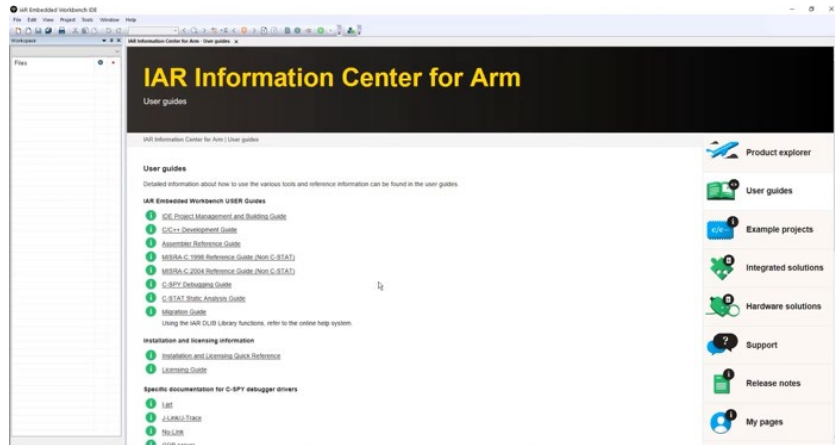 IAR Embedded Workbench IDE
File Edit View Project Tools Window Help
Workspace
IAR Information Center for Arm - User guides
Files
IAR Information Center for Arm
User guides
IAR Information Center for Arm | User guides
User guides
Detailed information about how to use the various tools and reference information can be found in the user guides.
IAR Embedded Workbench USER Guides
IDE Project Management and Building Guide
C/C++ Development Guide
Assembler Reference Guide
MISRA-C:1998 Reference Guide (Non C-STAT)
MISRA-C:2004 Reference Guide (Non C-STAT)
C-SPY Debugging Guide
C-STAT Static Analysis Guide
Migration Guide
Using the IAR DLIB Library functions, refer to the online help system.
Installation and licensing information
Installation and Licensing Quick Reference
Licensing Guide
Specific documentation for C-SPY debugger drivers
I-jet
J-Link/J-Trace
Nu-Link
Product explorer
User guides
c/c++
Example projects
Integrated solutions
Hardware solutions
Support
Release notes
My pages